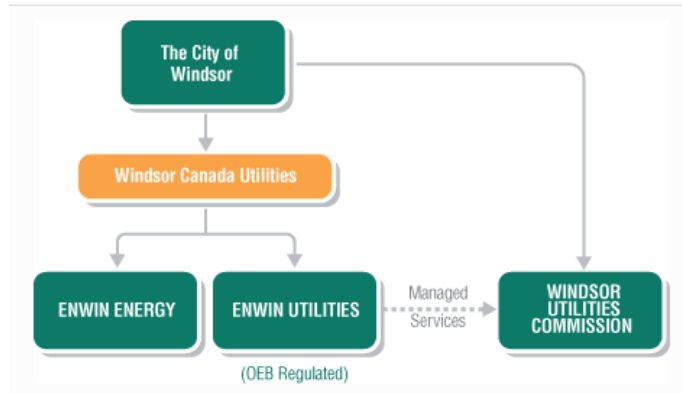 The City of
Windsor
Windsor Canada Utilities
ENWIN ENERGY
ENWIN UTILITIES
Managed
Services
WINDSOR
UTILITIES
COMMISSION
(OEB Regulated)